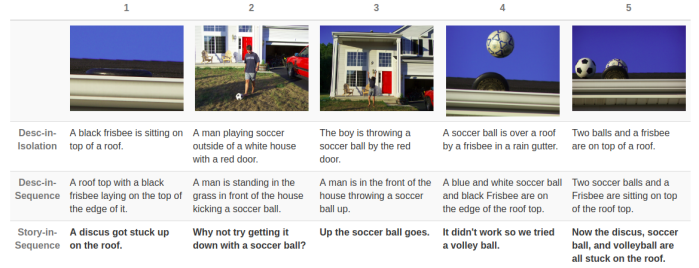 1 2 3 4 5
Desc-in-
Isolation
A black frisbee is sitting on
top of a roof.
A man playing soccer
outside of a white house
with a red door.
The boy is throwing a
soccer ball by the red
door.
A soccer ball is over a roof
by a frisbee in a rain gutter.
Two balls and a frisbee
are on top of a roof.
Desc-in-
Sequence
A roof top with a black
frisbee laying on the top of
the edge of it.
A man is standing in the
grass in front of the house
kicking a soccer ball.
A man is in the front of the
house throwing a soccer
ball up.
A blue and white soccer ball
and black Frisbee are on
the edge of the roof top.
Two soccer balls and a
Frisbee are sitting on top
of the roof top.
Story-in-
Sequence
A discus got stuck up
on the roof.
Why not try getting it
down with a soccer ball?
Up the soccer ball goes.
It didn't work so we tried
a volley ball.
Now the discus, soccer
ball, and volleyball are
all stuck on the roof.